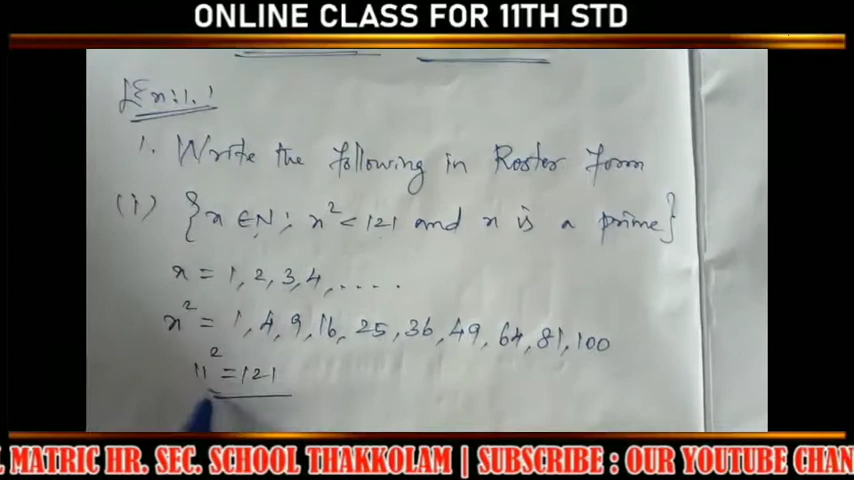 ONLINE CLASS FOR 11TH STD
Ex:1.1
1. Write the following in Roster form
(i) {x ∈ N : x² < 121 and x is a prime}
x = 1, 2, 3, 4, .....
x² = 1, 4, 9, 16, 25, 36, 49, 64, 81, 100
11² = 121
MATRIC HR. SEC. SCHOOL THAKKOLAM | SUBSCRIBE : OUR YOUTUBE CHAN